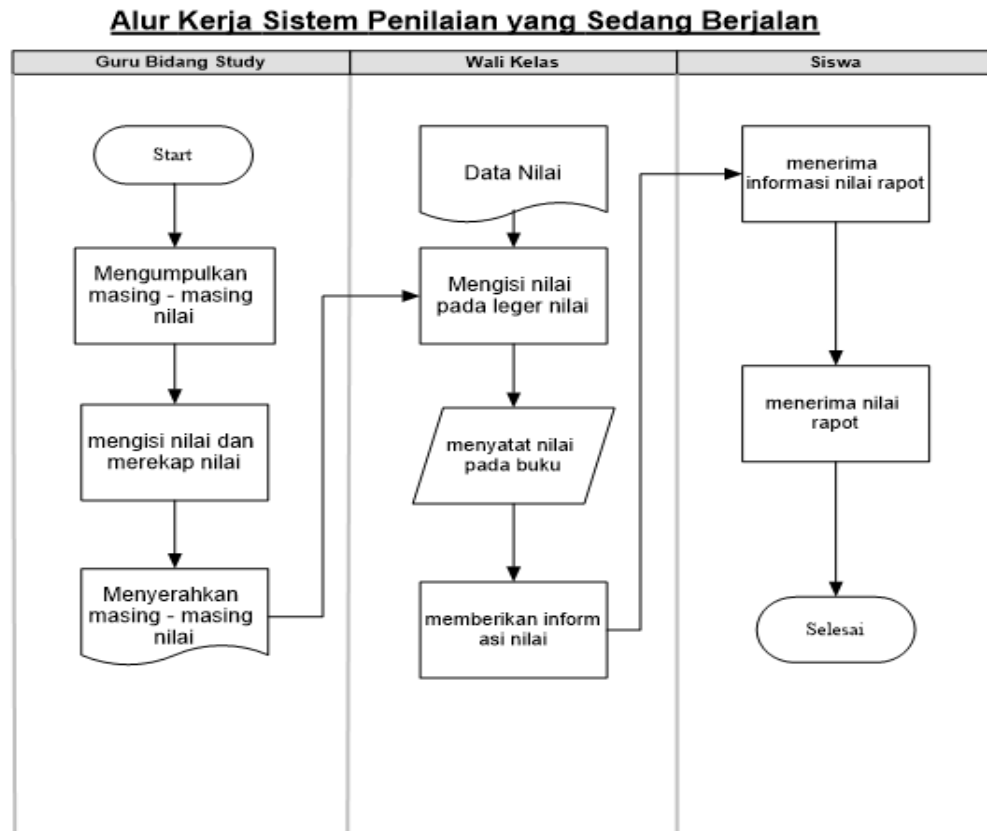 Alur Kerja Sistem Penilaian yang Sedang Berjalan
Guru Bidang Study
Wali Kelas
Siswa
Start
Mengumpulkan
masing - masing
nilai
mengisi nilai dan
merekap nilai
Menyerahkan
masing - masing
nilai
Data Nilai
Mengisi nilai
pada leger nilai
menyatat nilai
pada buku
memberikan inform
asi nilai
menerima
informasi nilai rapot
menerima nilai
rapot
Selesai